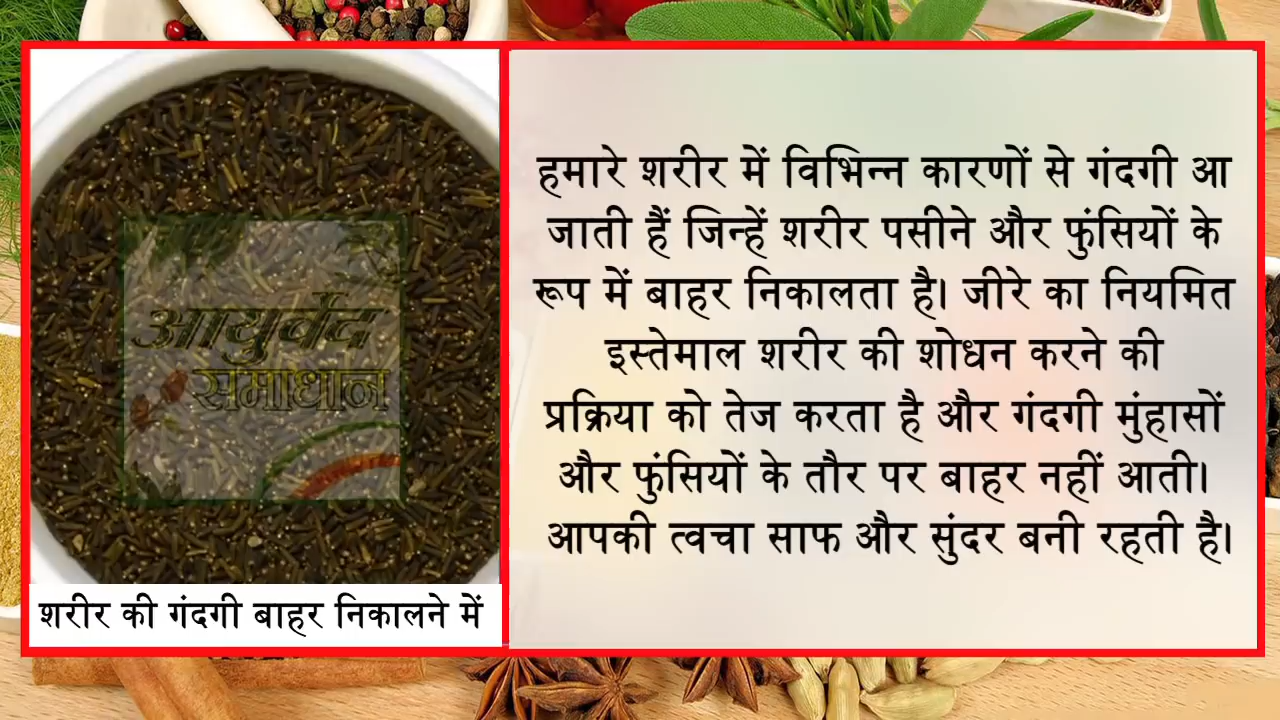 आयुर्वेद
समाधान
शरीर की गंदगी बाहर निकालने में
हमारे शरीर में विभिन्न कारणों से गंदगी आ
जाती हैं जिन्हें शरीर पसीने और फुंसियों के
रूप में बाहर निकालता है। जीरे का नियमित
इस्तेमाल शरीर की शोधन करने की
प्रक्रिया को तेज करता है और गंदगी मुंहासों
और फुंसियों के तौर पर बाहर नहीं आती।
आपकी त्वचा साफ और सुंदर बनी रहती है।